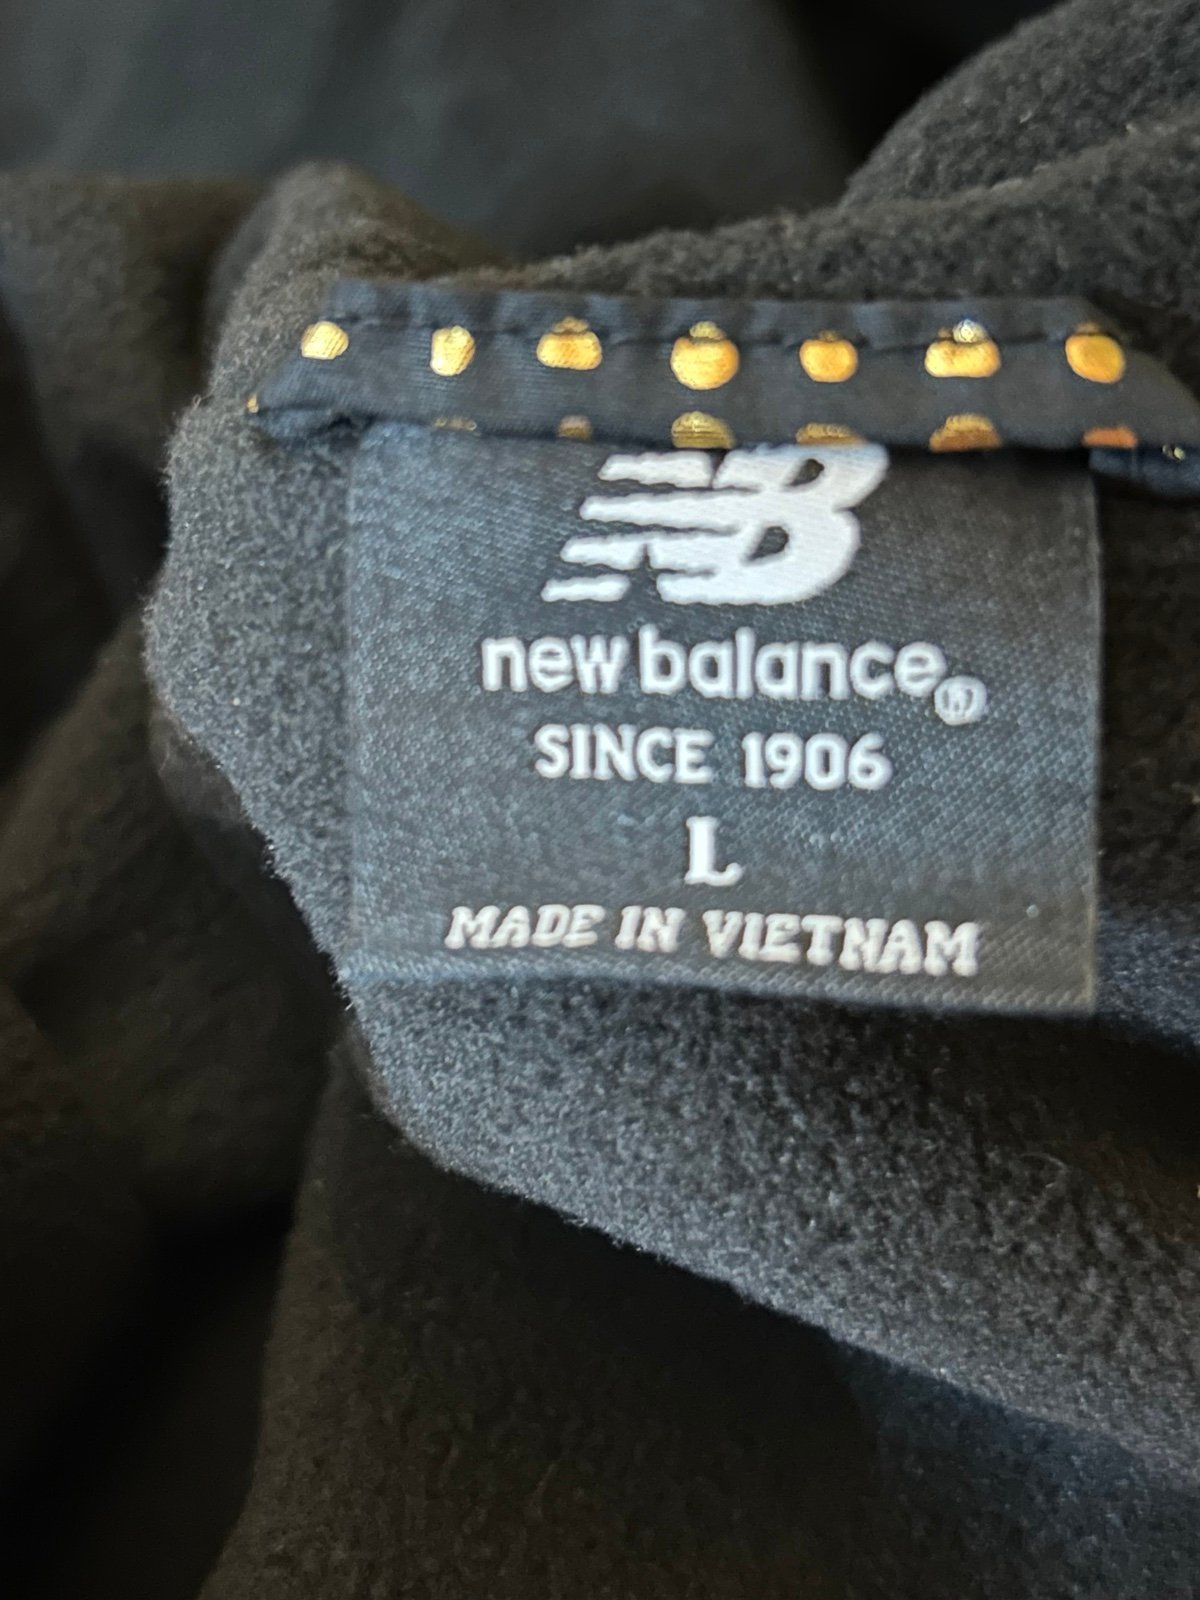 NB
new balance®
SINCE 1906
L
MADE IN VIETNAM